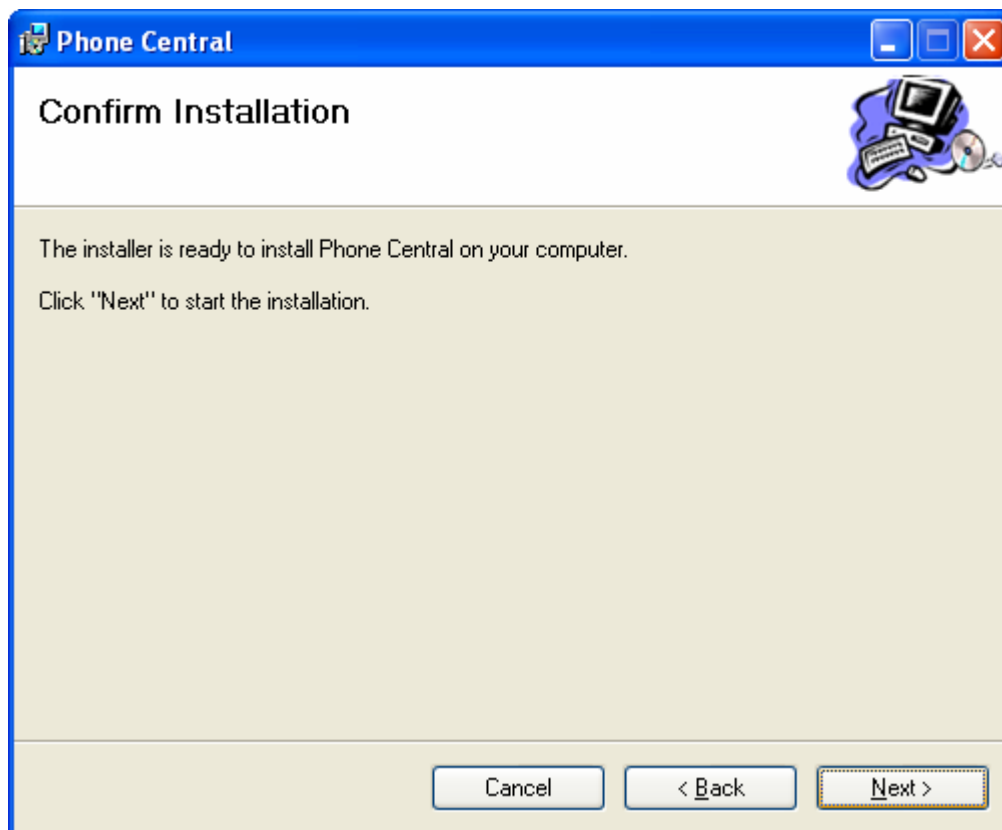 Phone Central
Confirm Installation
The installer is ready to install Phone Central on your computer.
Click "Next" to start the installation.
Cancel
< Back
Next >